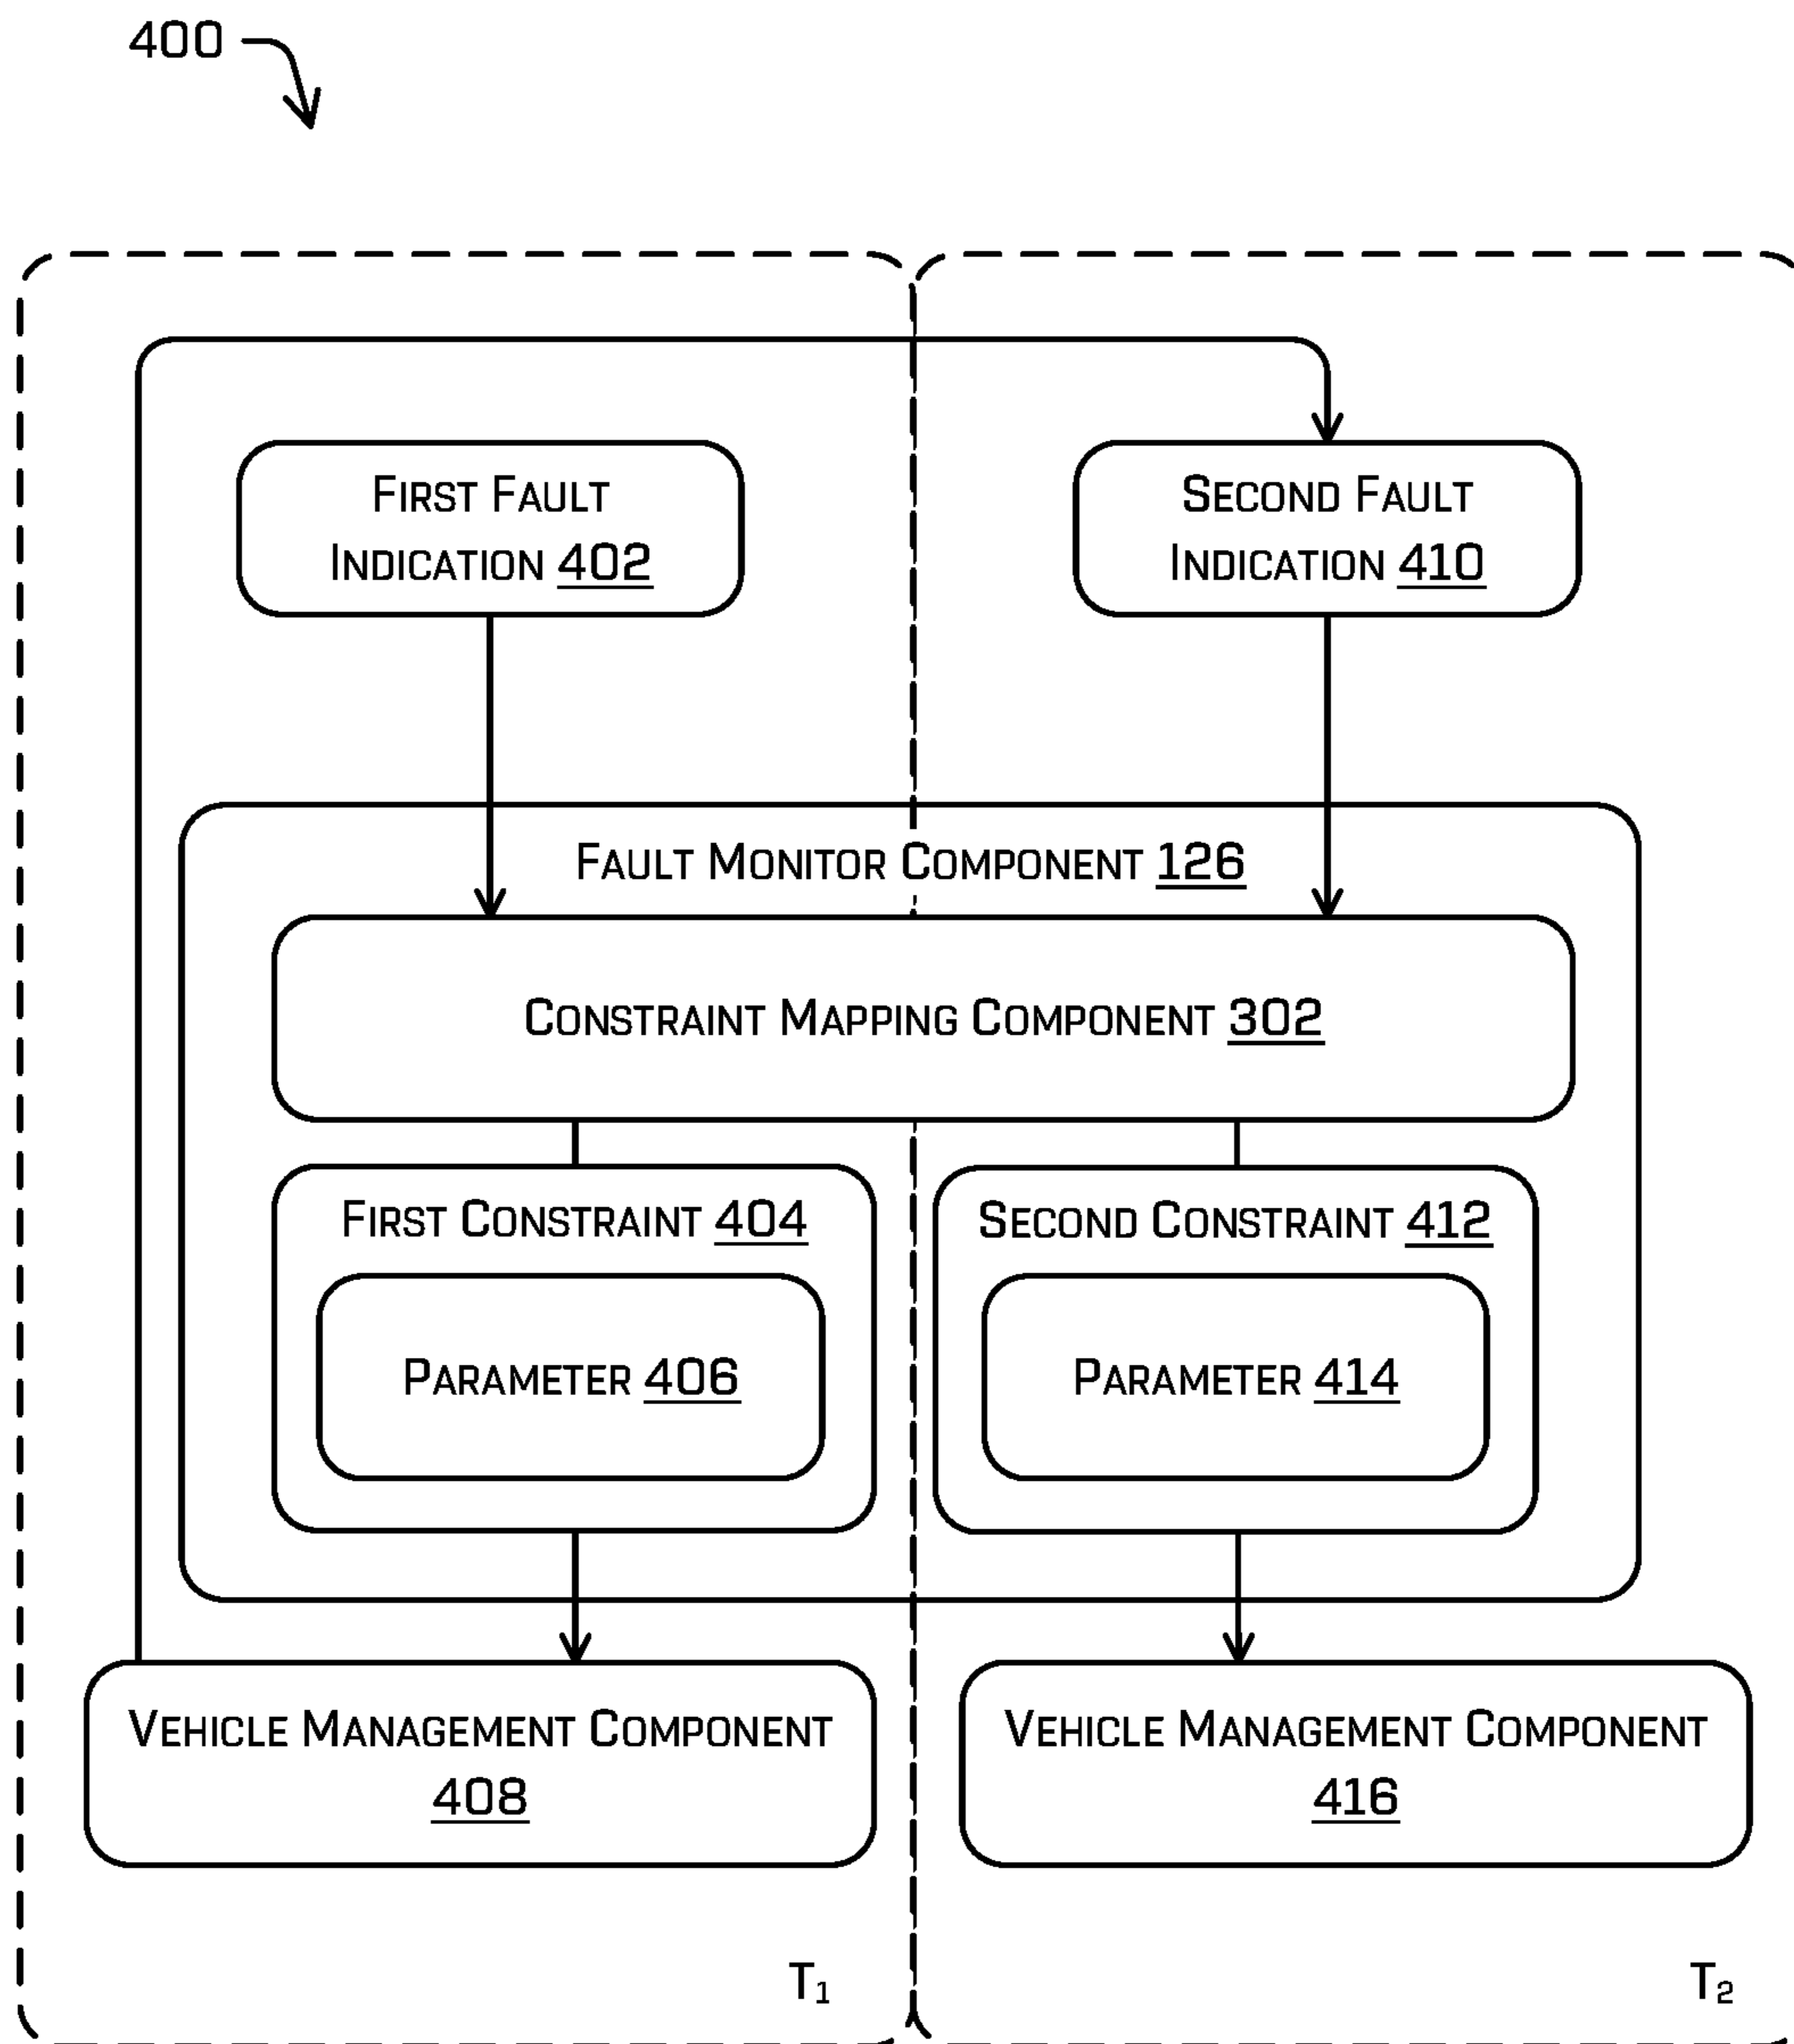 400
First Fault
Indication 402
Second Fault
Indication 410
Fault Monitor Component 126
Constraint Mapping Component 302
First Constraint 404
Second Constraint 412
Parameter 406
Parameter 414
Vehicle Management Component
408
Vehicle Management Component
416
T1
T2